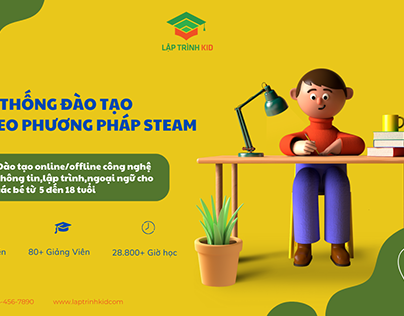 LẬP TRÌNH KID
THỐNG ĐÀO TẠO
EO PHƯƠNG PHÁP STEAM
Đào tạo online/offline công nghệ
hông tin,lập trình,ngoại ngữ cho
ác bé từ 5 đến 18 tuổi
80+ Giảng Viên
28.800+ Giờ học
-456-7890
www.laptrinhkid.com